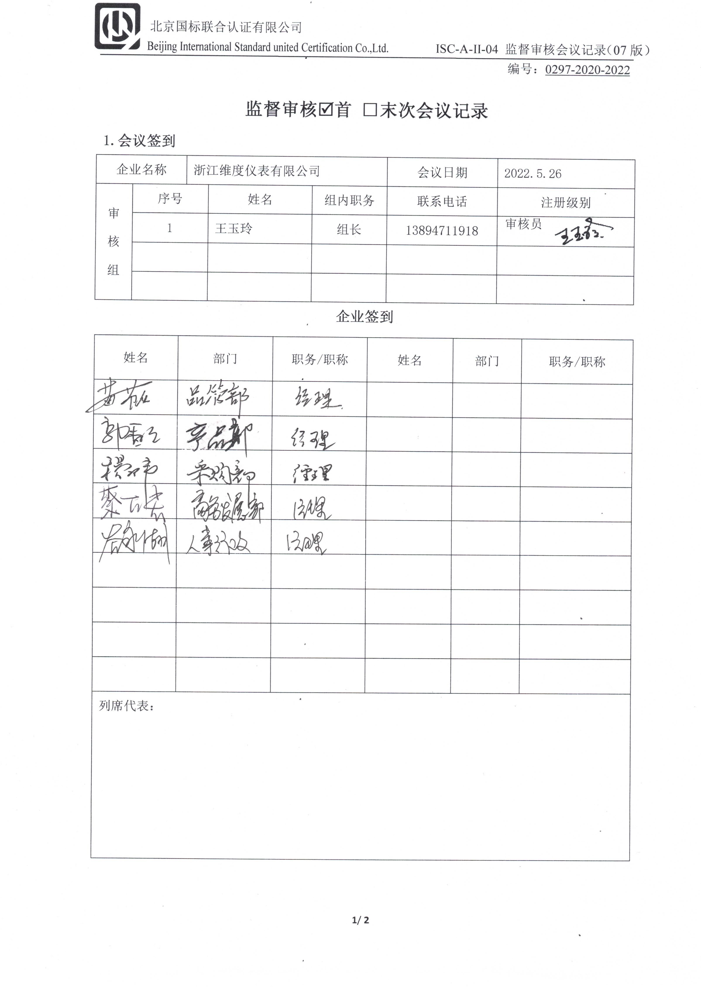 北京国标联合认证有限公司
Beijing International Standard united Certification Co.,Ltd.
ISC-A-II-04 监督审核会议记录(07 版)
编号：0297-2020-2022
监督审核☑首 □末次会议记录
1.会议签到
企业名称 浙江维度仪表有限公司 会议日期 2022.5.26
审核组 序号 姓名 组内职务 联系电话 注册级别
1 王玉玲 组长 13894711918 审核员 王玉玲
企业签到
姓名 部门 职务/职称 姓名 部门 职务/职称
品管部 经理
经理
采购部 经理
商务发展部 经理
人事行政 经理
列席代表：
1/ 2